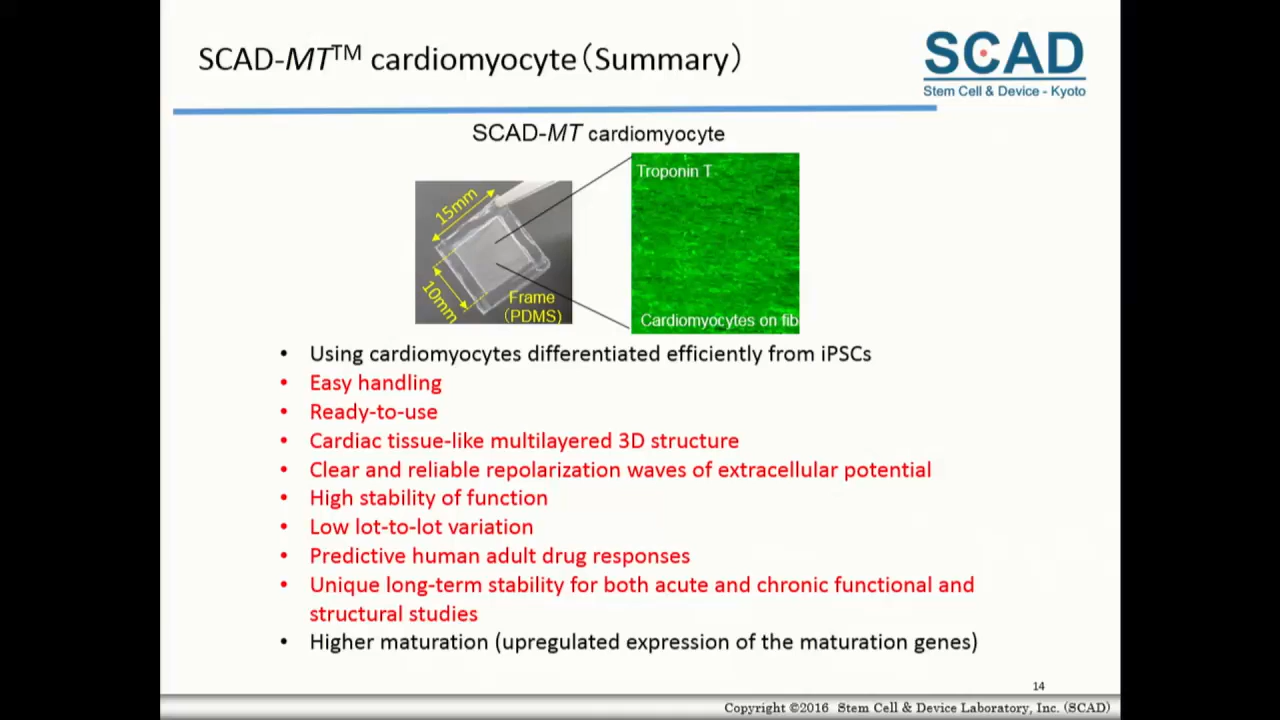 SCAD-MT™ cardiomyocyte（Summary）
SCAD
Stem Cell & Device - Kyoto
SCAD-MT cardiomyocyte
15mm
10mm
Frame
（PDMS）
Troponin T
Cardiomyocytes on fib
• Using cardiomyocytes differentiated efficiently from iPSCs
• Easy handling
• Ready-to-use
• Cardiac tissue-like multilayered 3D structure
• Clear and reliable repolarization waves of extracellular potential
• High stability of function
• Low lot-to-lot variation
• Predictive human adult drug responses
• Unique long-term stability for both acute and chronic functional and
structural studies
• Higher maturation (upregulated expression of the maturation genes)
14
Copyright ©2016 Stem Cell & Device Laboratory, Inc. (SCAD)